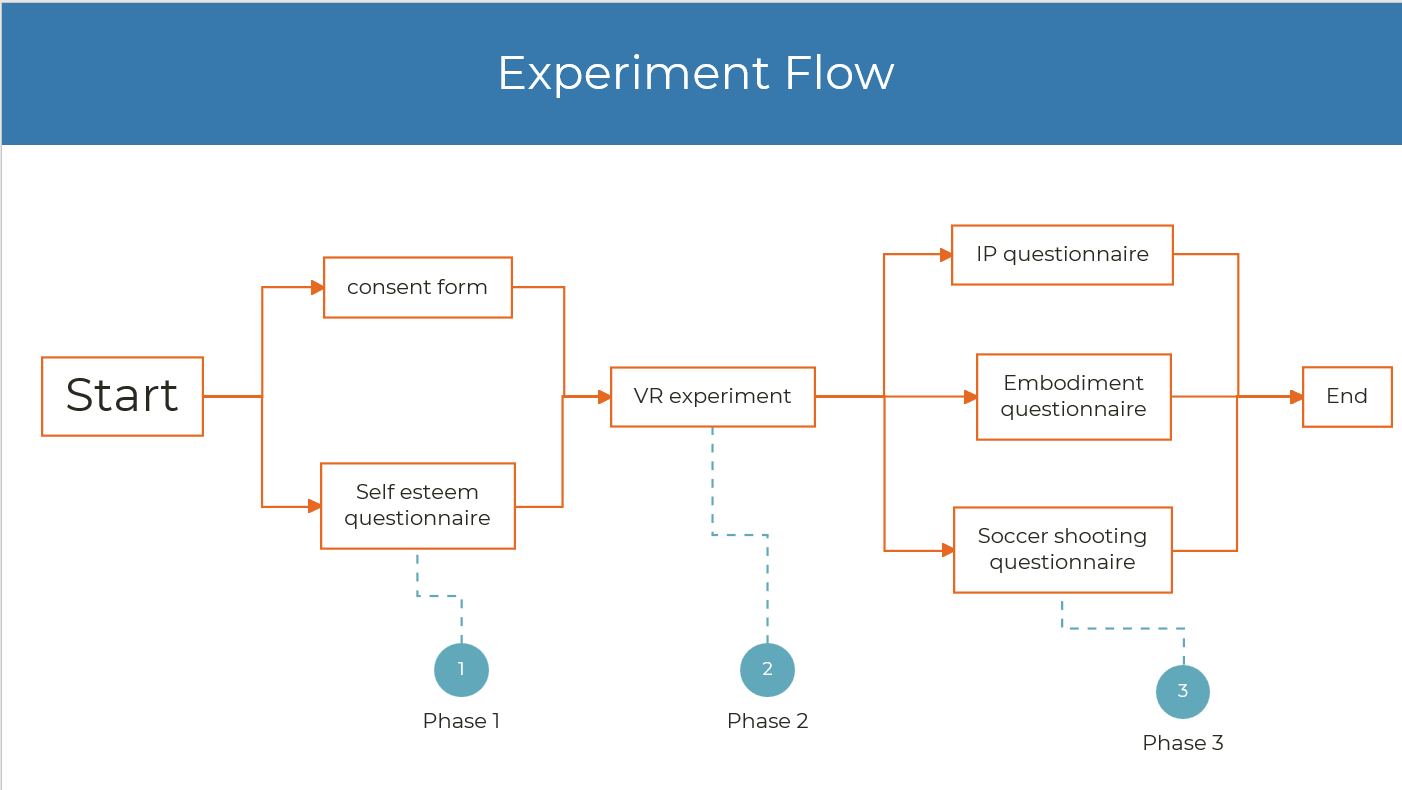 Experiment Flow
Start
consent form
Self esteem
questionnaire
VR experiment
IP questionnaire
Embodiment
questionnaire
Soccer shooting
questionnaire
End
1
Phase 1
2
Phase 2
3
Phase 3